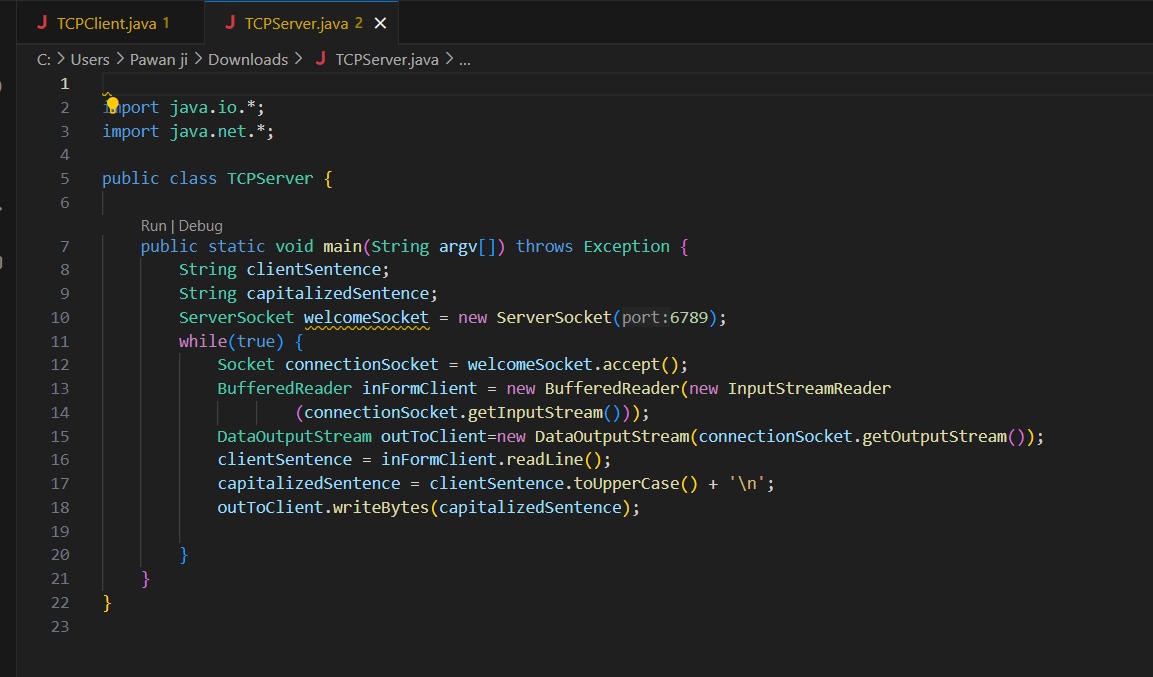 J TCPClient.java 1
J TCPServer.java 2 ×
C: > Users > Pawan ji > Downloads > J TCPServer.java > ...
1
2 import java.io.*;
3 import java.net.*;
4
5 public class TCPServer {
6
Run | Debug
7 public static void main(String argv[]) throws Exception {
8 String clientSentence;
9 String capitalizedSentence;
10 ServerSocket welcomeSocket = new ServerSocket(port:6789);
11 while(true) {
12 Socket connectionSocket = welcomeSocket.accept();
13 BufferedReader inFormClient = new BufferedReader(new InputStreamReader
14 (connectionSocket.getInputStream()));
15 DataOutputStream outToClient=new DataOutputStream(connectionSocket.getOutputStream());
16 clientSentence = inFormClient.readLine();
17 capitalizedSentence = clientSentence.toUpperCase() + '\n';
18 outToClient.writeBytes(capitalizedSentence);
19
20 }
21 }
22 }
23